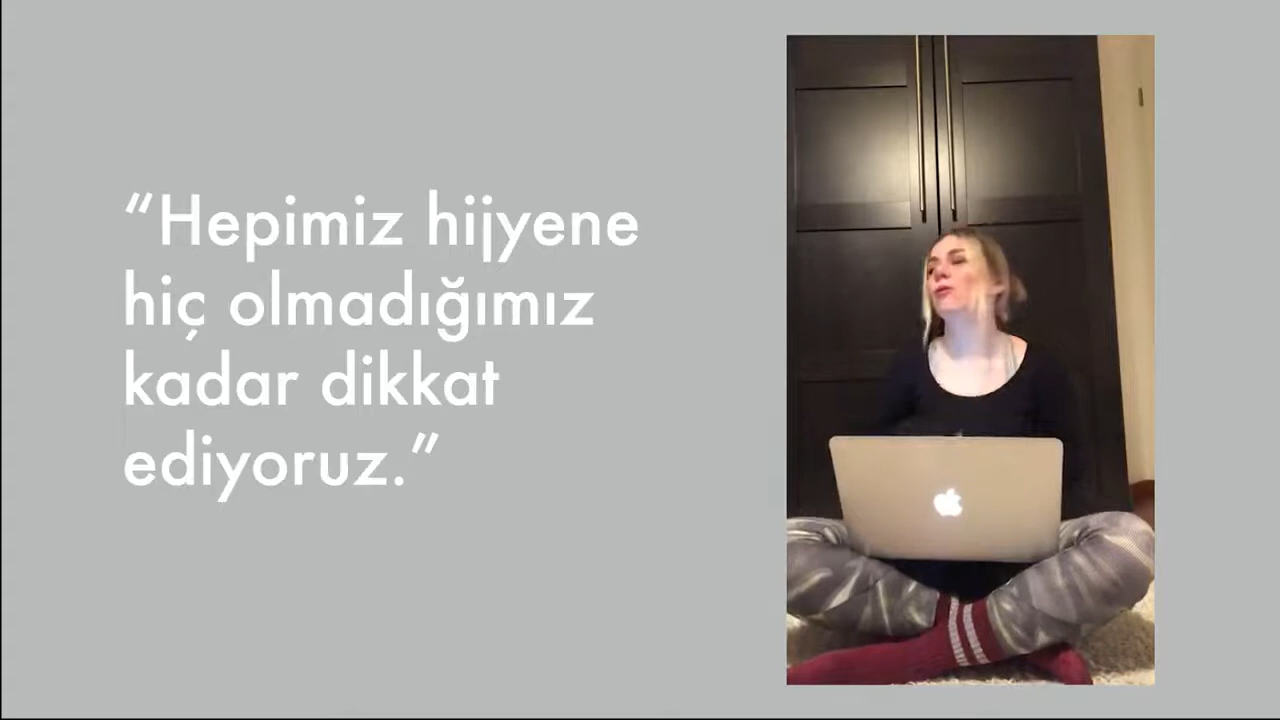 “Hepimiz hijyene
hiç olmadığımız
kadar dikkat
ediyoruz.”